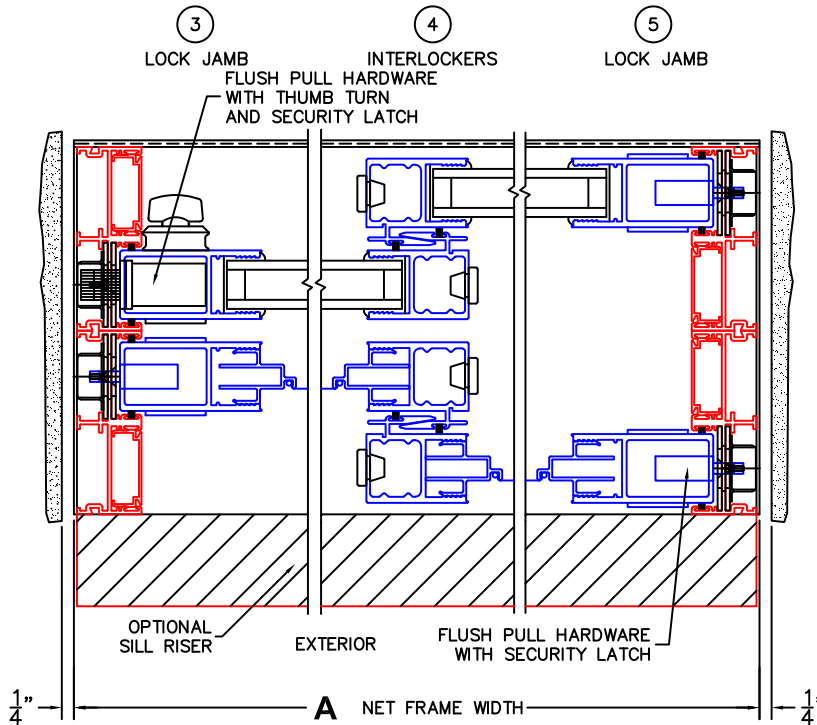 3
4
5
LOCK JAMB
INTERLOCKERS
LOCK JAMB
FLUSH PULL HARDWARE
WITH THUMB TURN
AND SECURITY LATCH
OPTIONAL
SILL RISER
EXTERIOR
FLUSH PULL HARDWARE
WITH SECURITY LATCH
1/4"
A NET FRAME WIDTH
1/4"